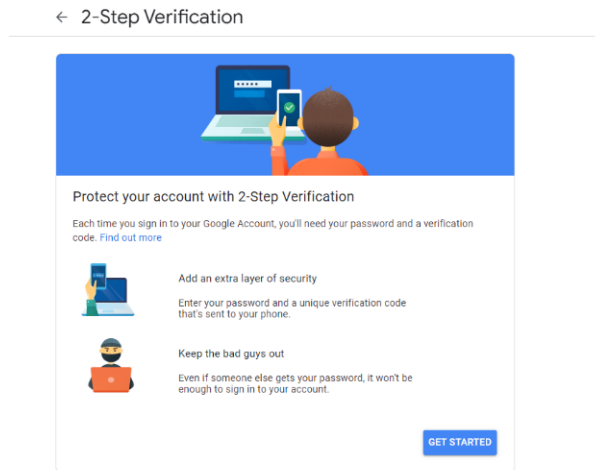 2-Step Verification
Protect your account with 2-Step Verification
Each time you sign in to your Google Account, you'll need your password and a verification
code. Find out more
Add an extra layer of security
Enter your password and a unique verification code
that's sent to your phone.
Keep the bad guys out
Even if someone else gets your password, it won't be
enough to sign in to your account.
GET STARTED